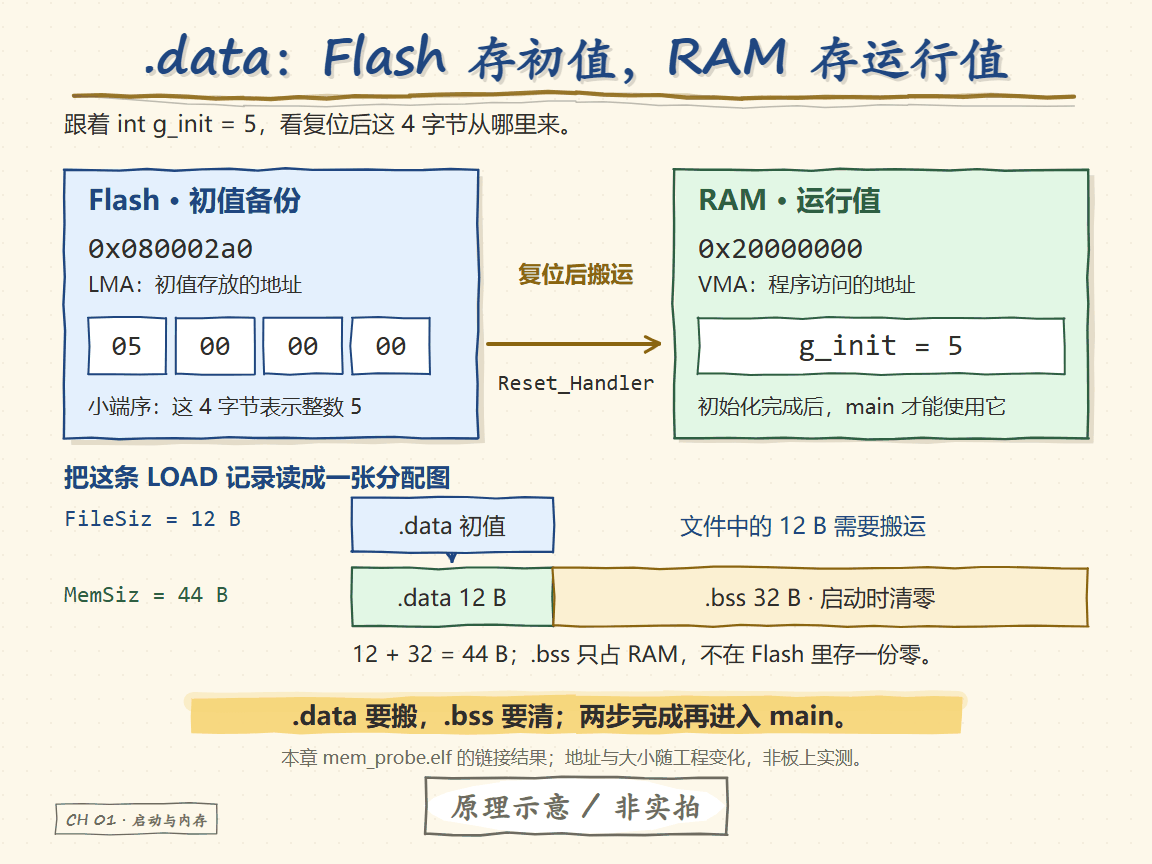 .data：Flash 存初值，RAM 存运行值
跟着 int g_init = 5，看复位后这 4 字节从哪里来。
Flash • 初值备份
0x080002a0
LMA：初值存放的地址
05 00 00 00
小端序：这 4 字节表示整数 5
复位后搬运
Reset_Handler
RAM • 运行值
0x20000000
VMA：程序访问的地址
g_init = 5
初始化完成后，main 才能使用它
把这条 LOAD 记录读成一张分配图
FileSiz = 12 B
.data 初值
文件中的 12 B 需要搬运
MemSiz = 44 B
.data 12 B
.bss 32 B · 启动时清零
12 + 32 = 44 B；.bss 只占 RAM，不在 Flash 里存一份零。
.data 要搬，.bss 要清；两步完成再进入 main。
本章 mem_probe.elf 的链接结果；地址与大小随工程变化，非板上实测。
原理示意 / 非实拍
CH 01 · 启动与内存